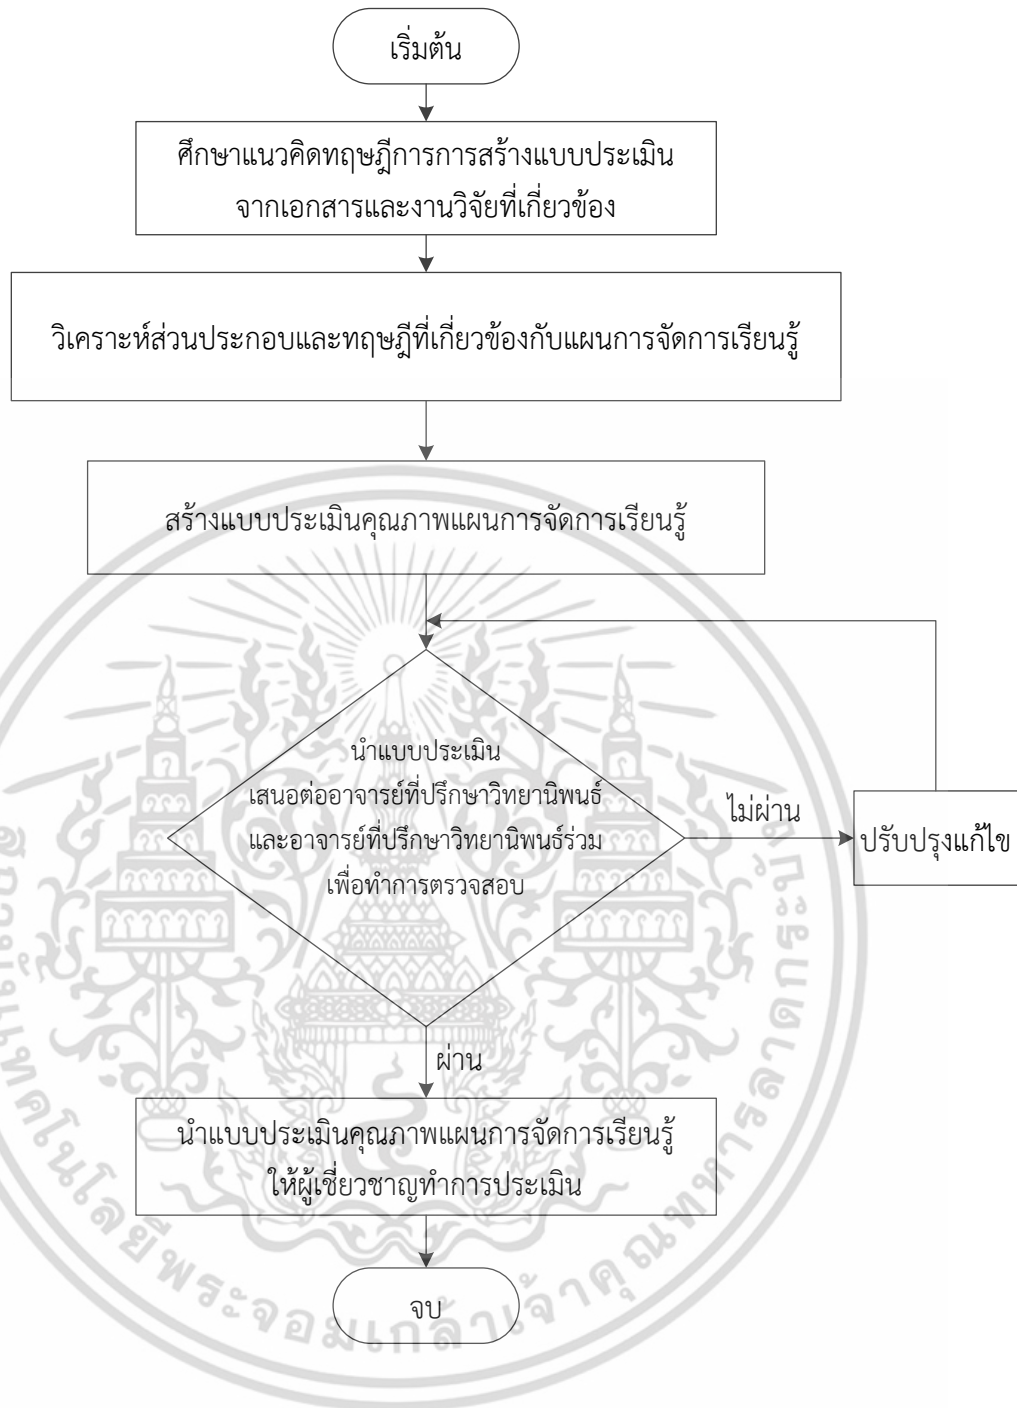 เริ่มต้น
ศึกษาแนวคิดทฤษฎีการการสร้างแบบประเมิน
จากเอกสารและงานวิจัยที่เกี่ยวข้อง
วิเคราะห์ส่วนประกอบและทฤษฎีที่เกี่ยวข้องกับแผนการจัดการเรียนรู้
สร้างแบบประเมินคุณภาพแผนการจัดการเรียนรู้
นำแบบประเมิน
เสนอต่ออาจารย์ที่ปรึกษาวิทยานิพนธ์
และอาจารย์ที่ปรึกษาวิทยานิพนธ์ร่วม
เพื่อทำการตรวจสอบ
ไม่ผ่าน
ปรับปรุงแก้ไข
ผ่าน
นำแบบประเมินคุณภาพแผนการจัดการเรียนรู้
ให้ผู้เชี่ยวชาญทำการประเมิน
จบ